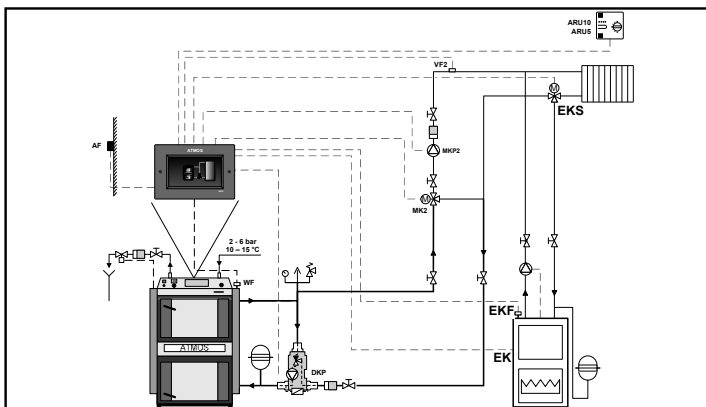 ARU10
ARU5
VF2
M
EKS
AF
ATMOS
MKP2
M
MK2
2 - 6 bar
10 – 15 °C
WF
EKF
ATMOS
EK
DKP